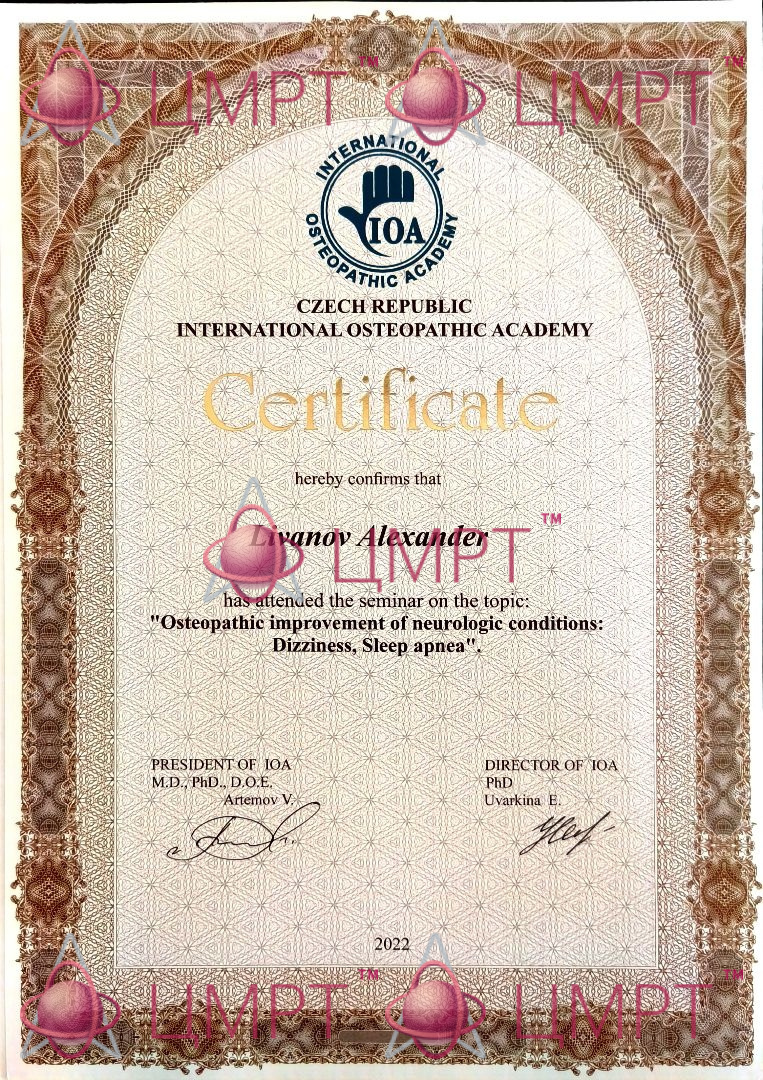 ЦМРТ™ ЦМРТ™
INTERNATIONAL
IOA
OSTEOPATHIC ACADEMY
CZECH REPUBLIC
INTERNATIONAL OSTEOPATHIC ACADEMY
Certificate
hereby confirms that
Livanov Alexander
ЦМРТ™
has attended the seminar on the topic:
"Osteopathic improvement of neurologic conditions:
Dizziness, Sleep apnea".
PRESIDENT OF IOA DIRECTOR OF IOA
M.D., PhD., D.O.E. PhD
Artemov V. Uvarkina E.
2022
ЦМРТ™ ЦМРТ™